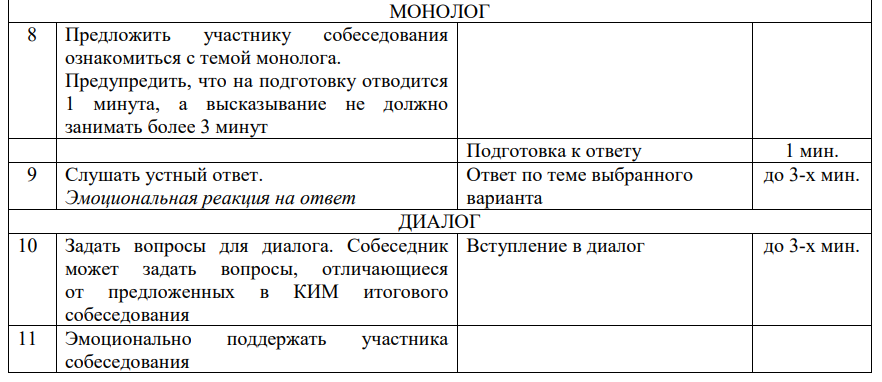 МОНОЛОГ
8 Предложить участнику собеседования
ознакомиться с темой монолога.
Предупредить, что на подготовку отводится
1 минута, а высказывание не должно
занимать более 3 минут
Подготовка к ответу 1 мин.
9 Слушать устный ответ. Ответ по теме выбранного до 3-х мин.
Эмоциональная реакция на ответ варианта
ДИАЛОГ
10 Задать вопросы для диалога. Собеседник Вступление в диалог до 3-х мин.
может задать вопросы, отличающиеся
от предложенных в КИМ итогового
собеседования
11 Эмоционально поддержать участника
собеседования